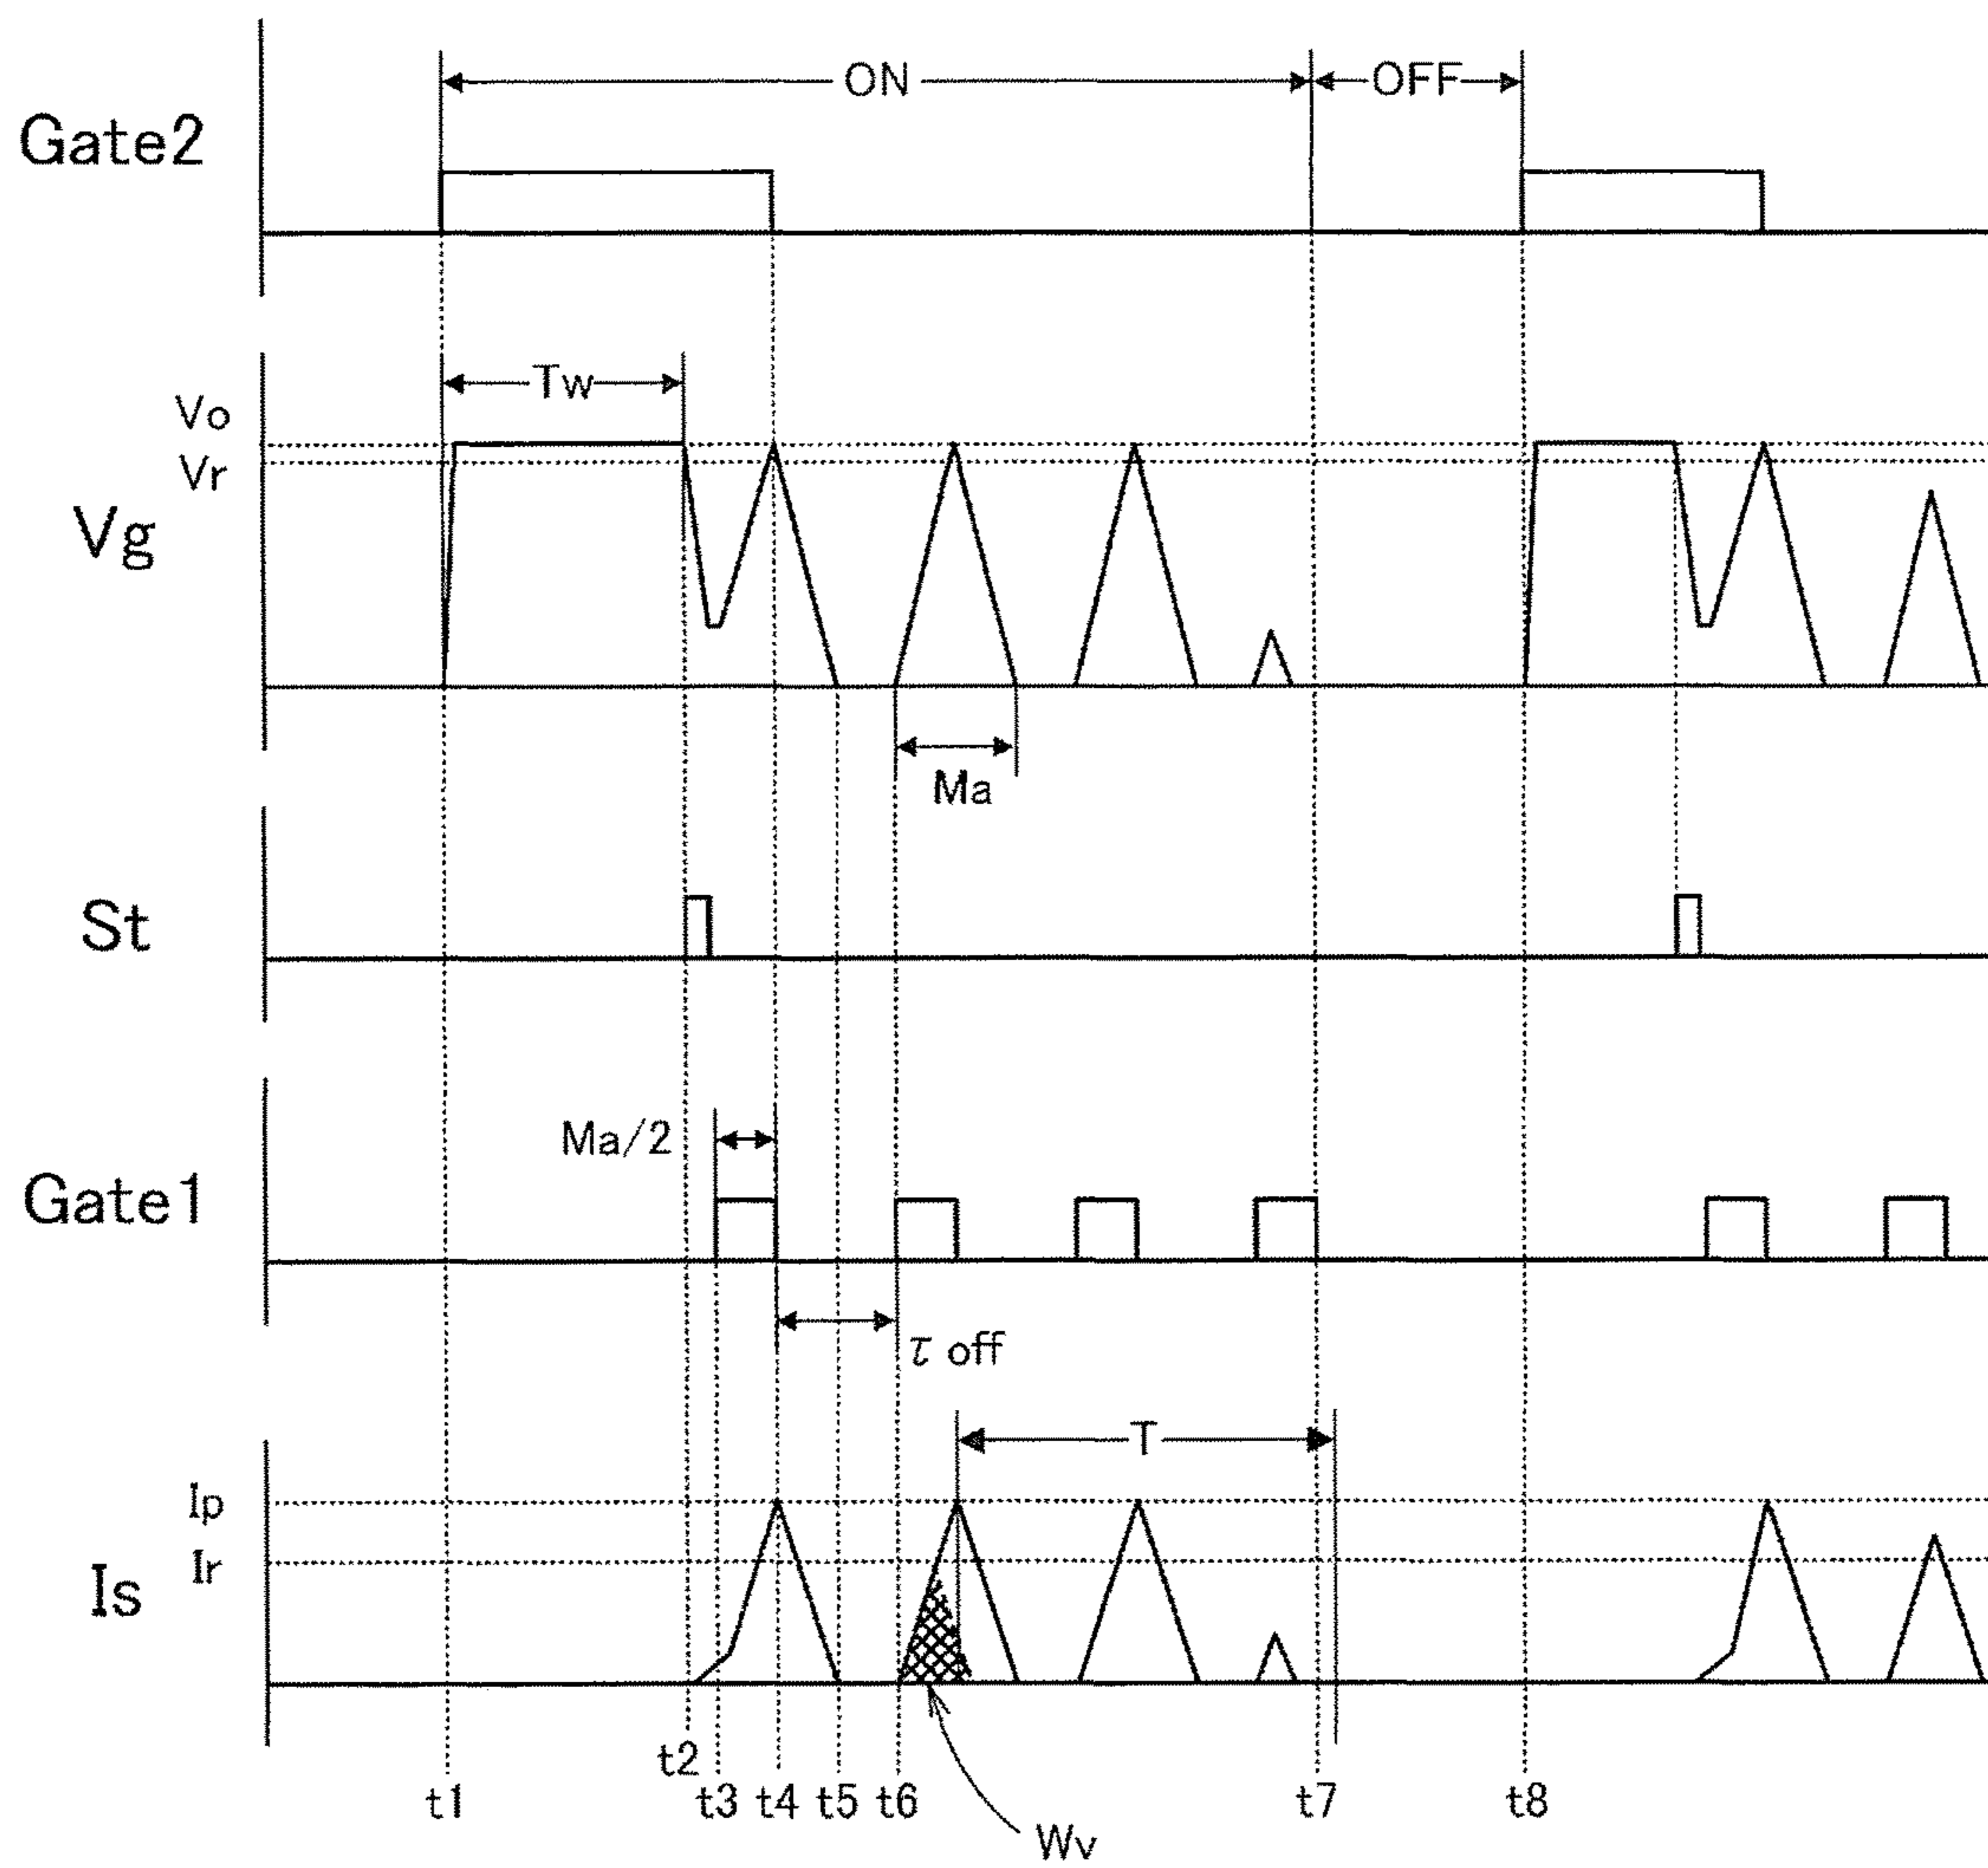 ON
OFF
Gate2
Tw
Vo
Vr
Vg
Ma
St
Ma/2
Gate1
τ off
T
Ip
Ir
Is
t2
t1
t3
t4
t5
t6
t7
t8
Wv